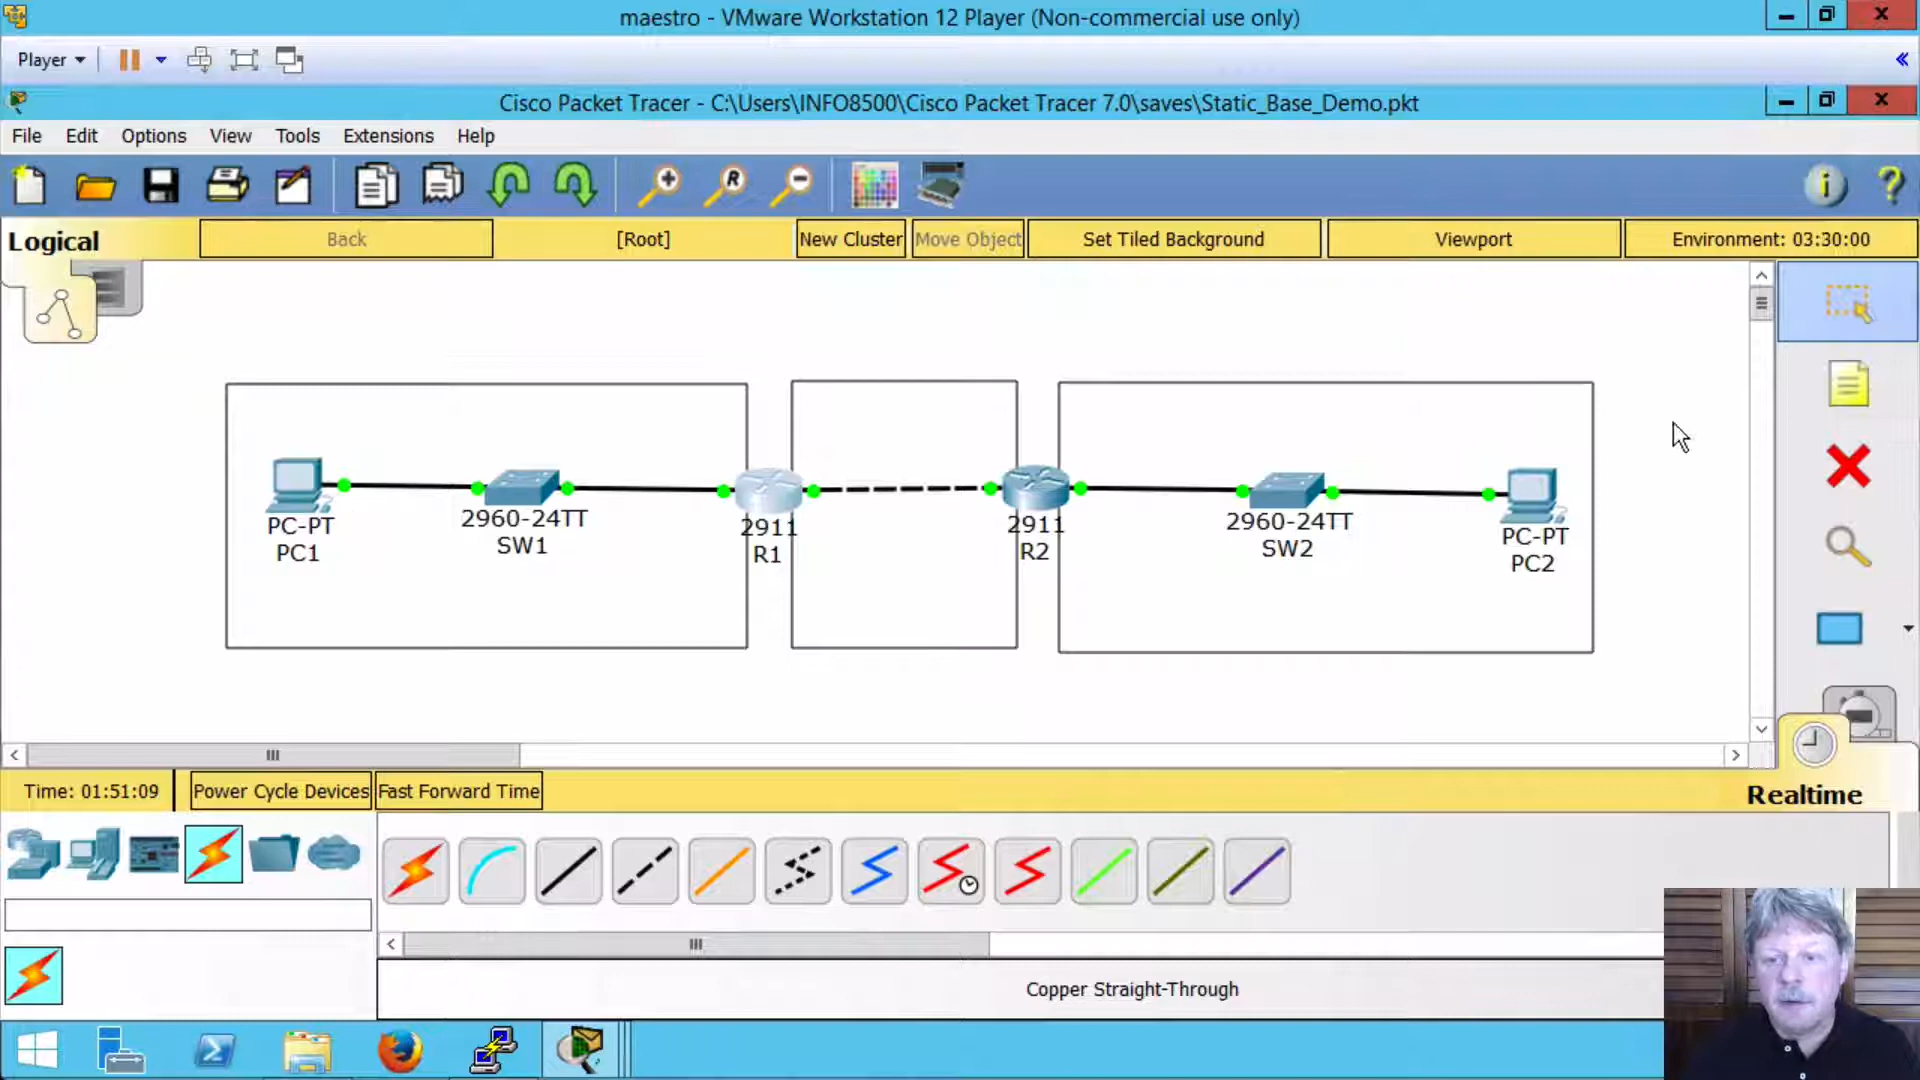 maestro - VMware Workstation 12 Player (Non-commercial use only)
Player
Cisco Packet Tracer - C:\Users\INFO8500\Cisco Packet Tracer 7.0\saves\Static_Base_Demo.pkt
File Edit Options View Tools Extensions Help
R
i ?
Logical Back [Root] New Cluster Move Object Set Tiled Background Viewport Environment: 03:30:00
PC-PT
PC1
2960-24TT
SW1
2911
R1
2911
R2
2960-24TT
SW2
PC-PT
PC2
Time: 01:51:09 Power Cycle Devices Fast Forward Time Realtime
Copper Straight-Through